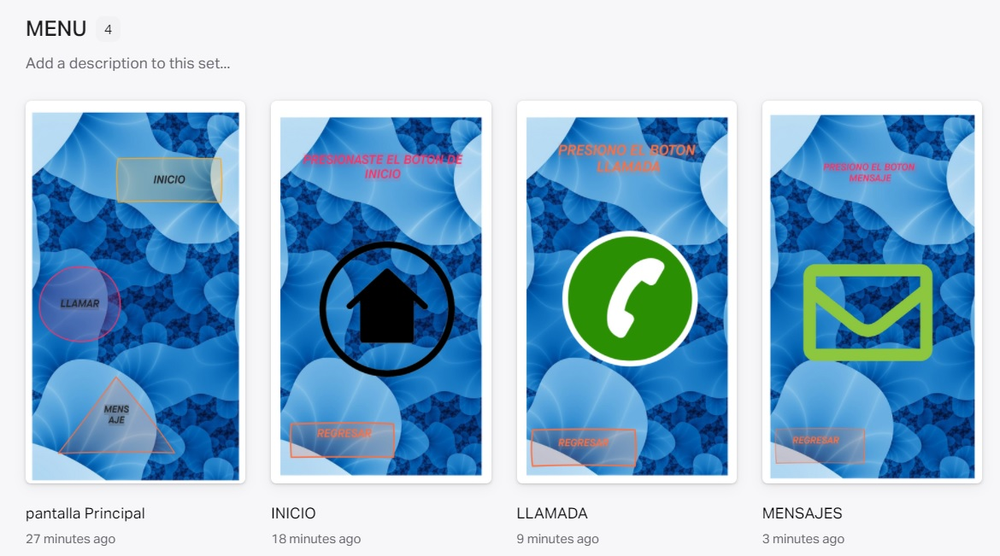 MENU 4
Add a description to this set...
INICIO
LLAMAR
MENS
AJE
PRESIONASTE EL BOTON DE
INICIO
REGRESAR
PRESIONO EL BOTON
LLAMADA
REGRESAR
PRESIONO EL BOTON
MENSAJE
REGRESAR
pantalla Principal
27 minutes ago
INICIO
18 minutes ago
LLAMADA
9 minutes ago
MENSAJES
3 minutes ago